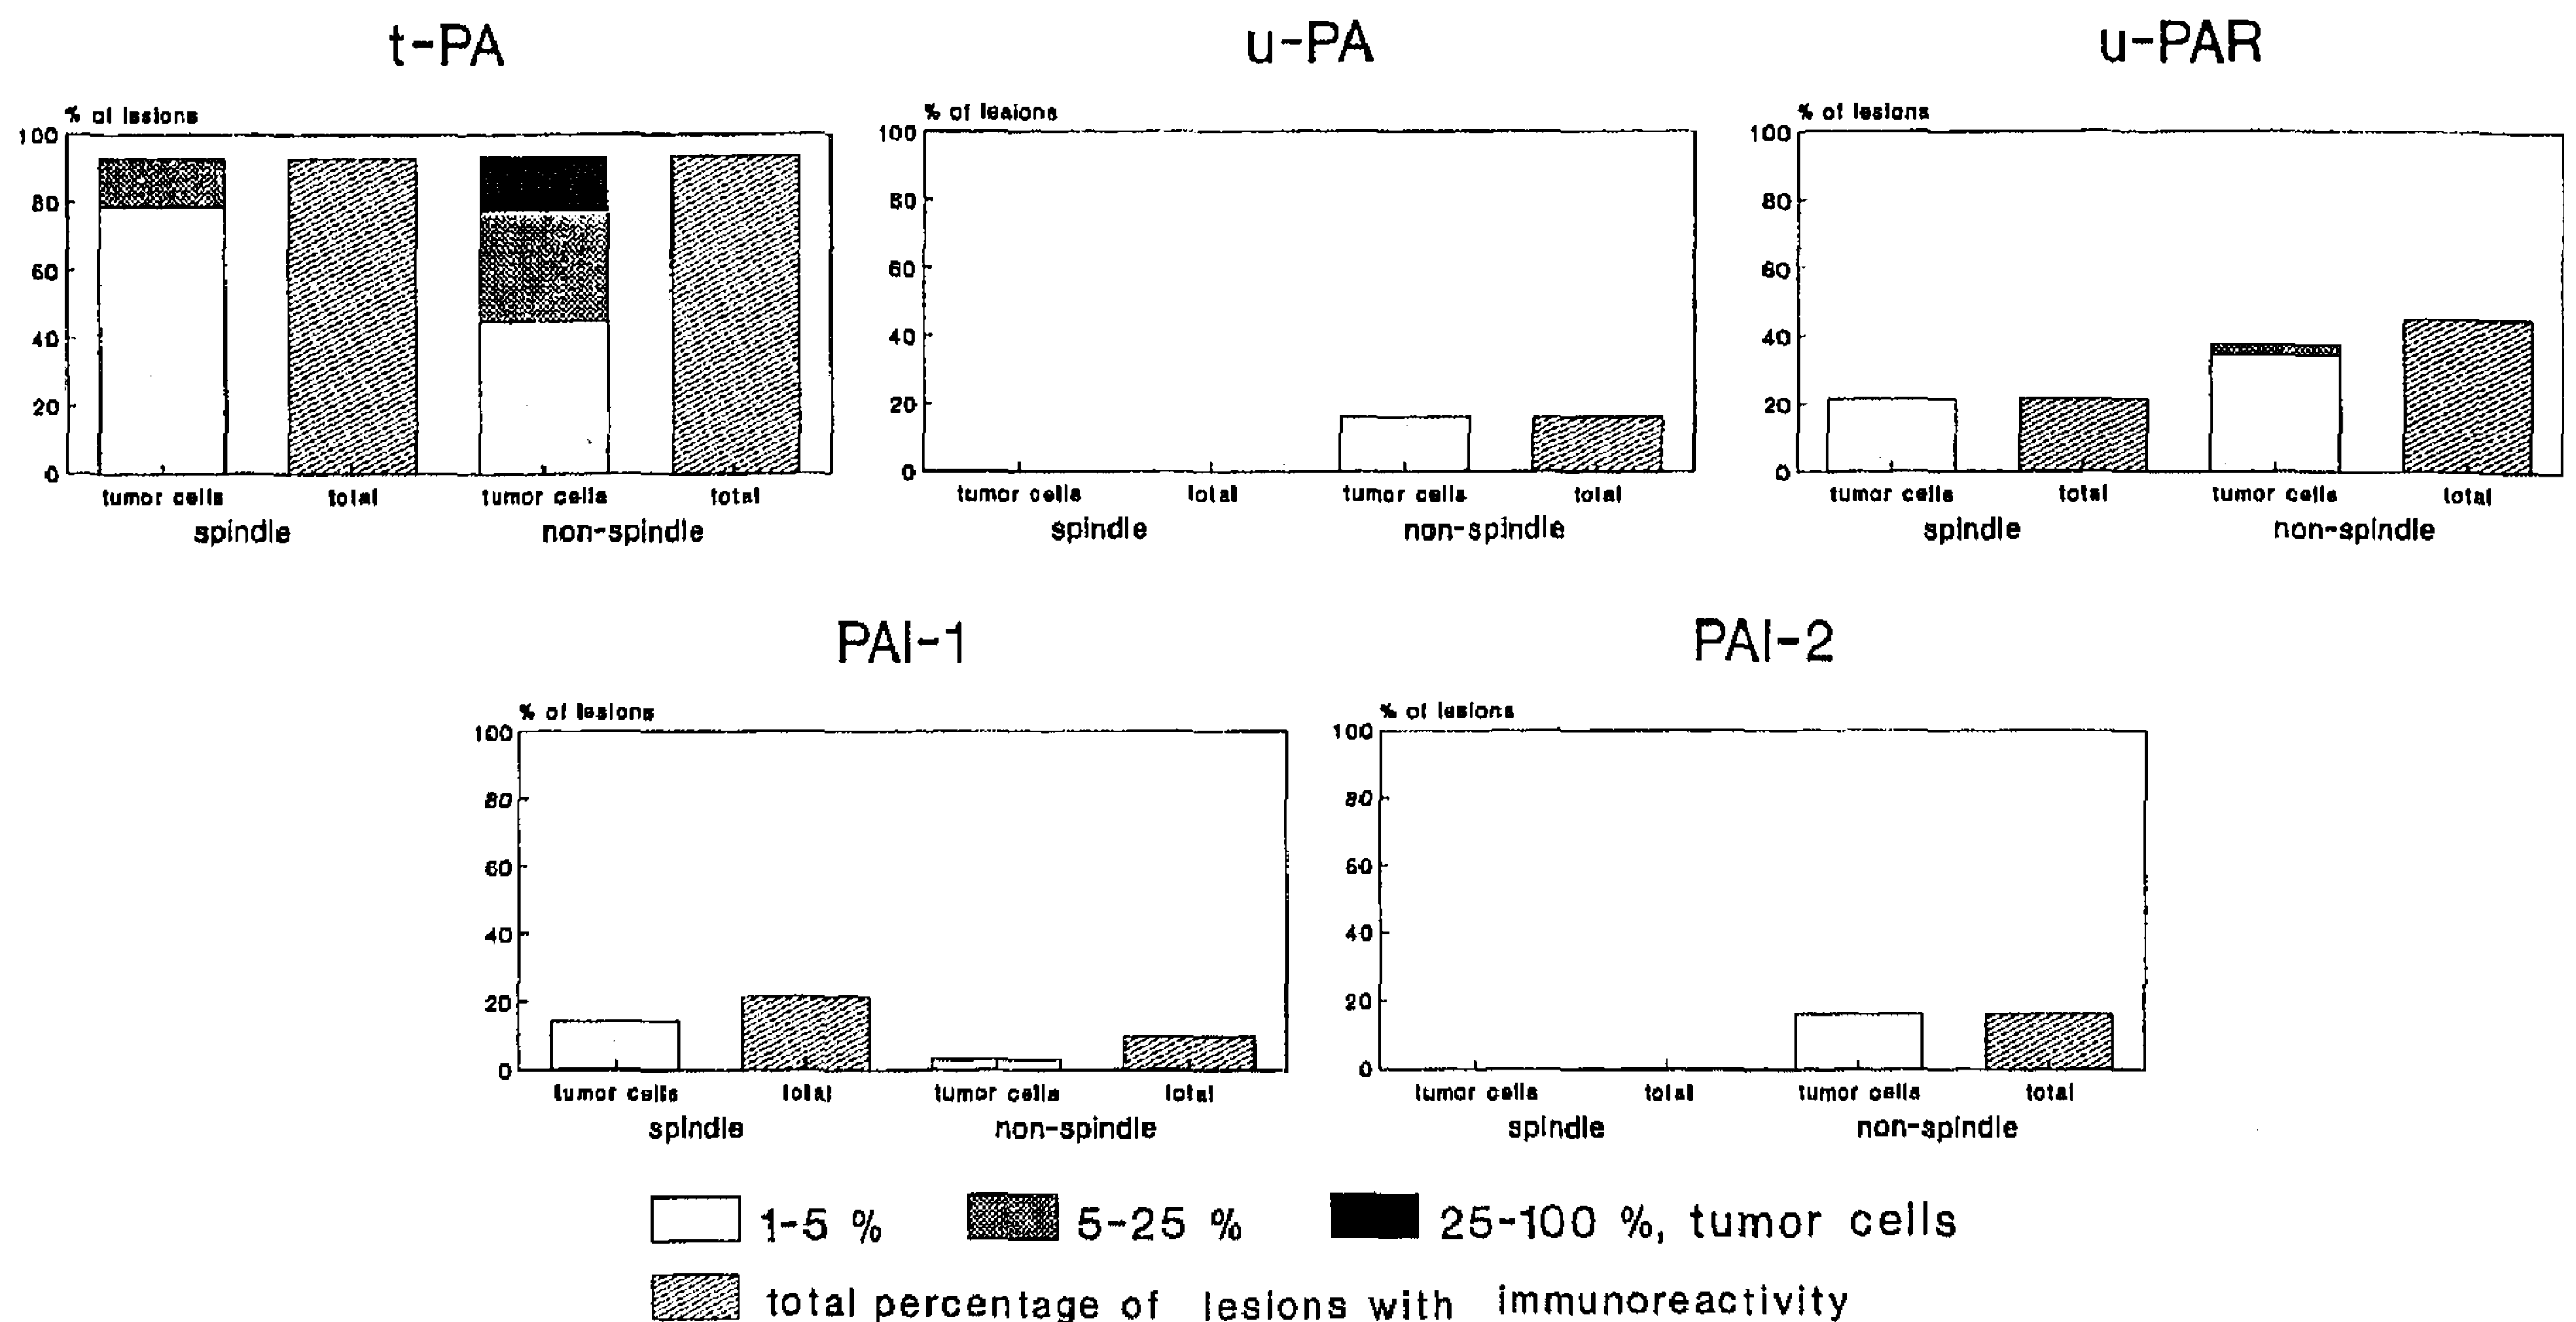 t-PA
% of lesions
100
80
60
40
20
0
tumor cells total tumor cells total
spindle non-spindle
u-PA
% of lesions
100
80
60
40
20
0
tumor cells total tumor cells total
spindle non-spindle
u-PAR
% of lesions
100
80
60
40
20
0
tumor cells total tumor cells total
spindle non-spindle
PAI-1
% of lesions
100
80
60
40
20
0
tumor cells total tumor cells total
spindle non-spindle
PAI-2
% of lesions
100
80
60
40
20
0
tumor cells total tumor cells total
spindle non-spindle
1-5 % 5-25 % 25-100 %, tumor cells
total percentage of lesions with immunoreactivity